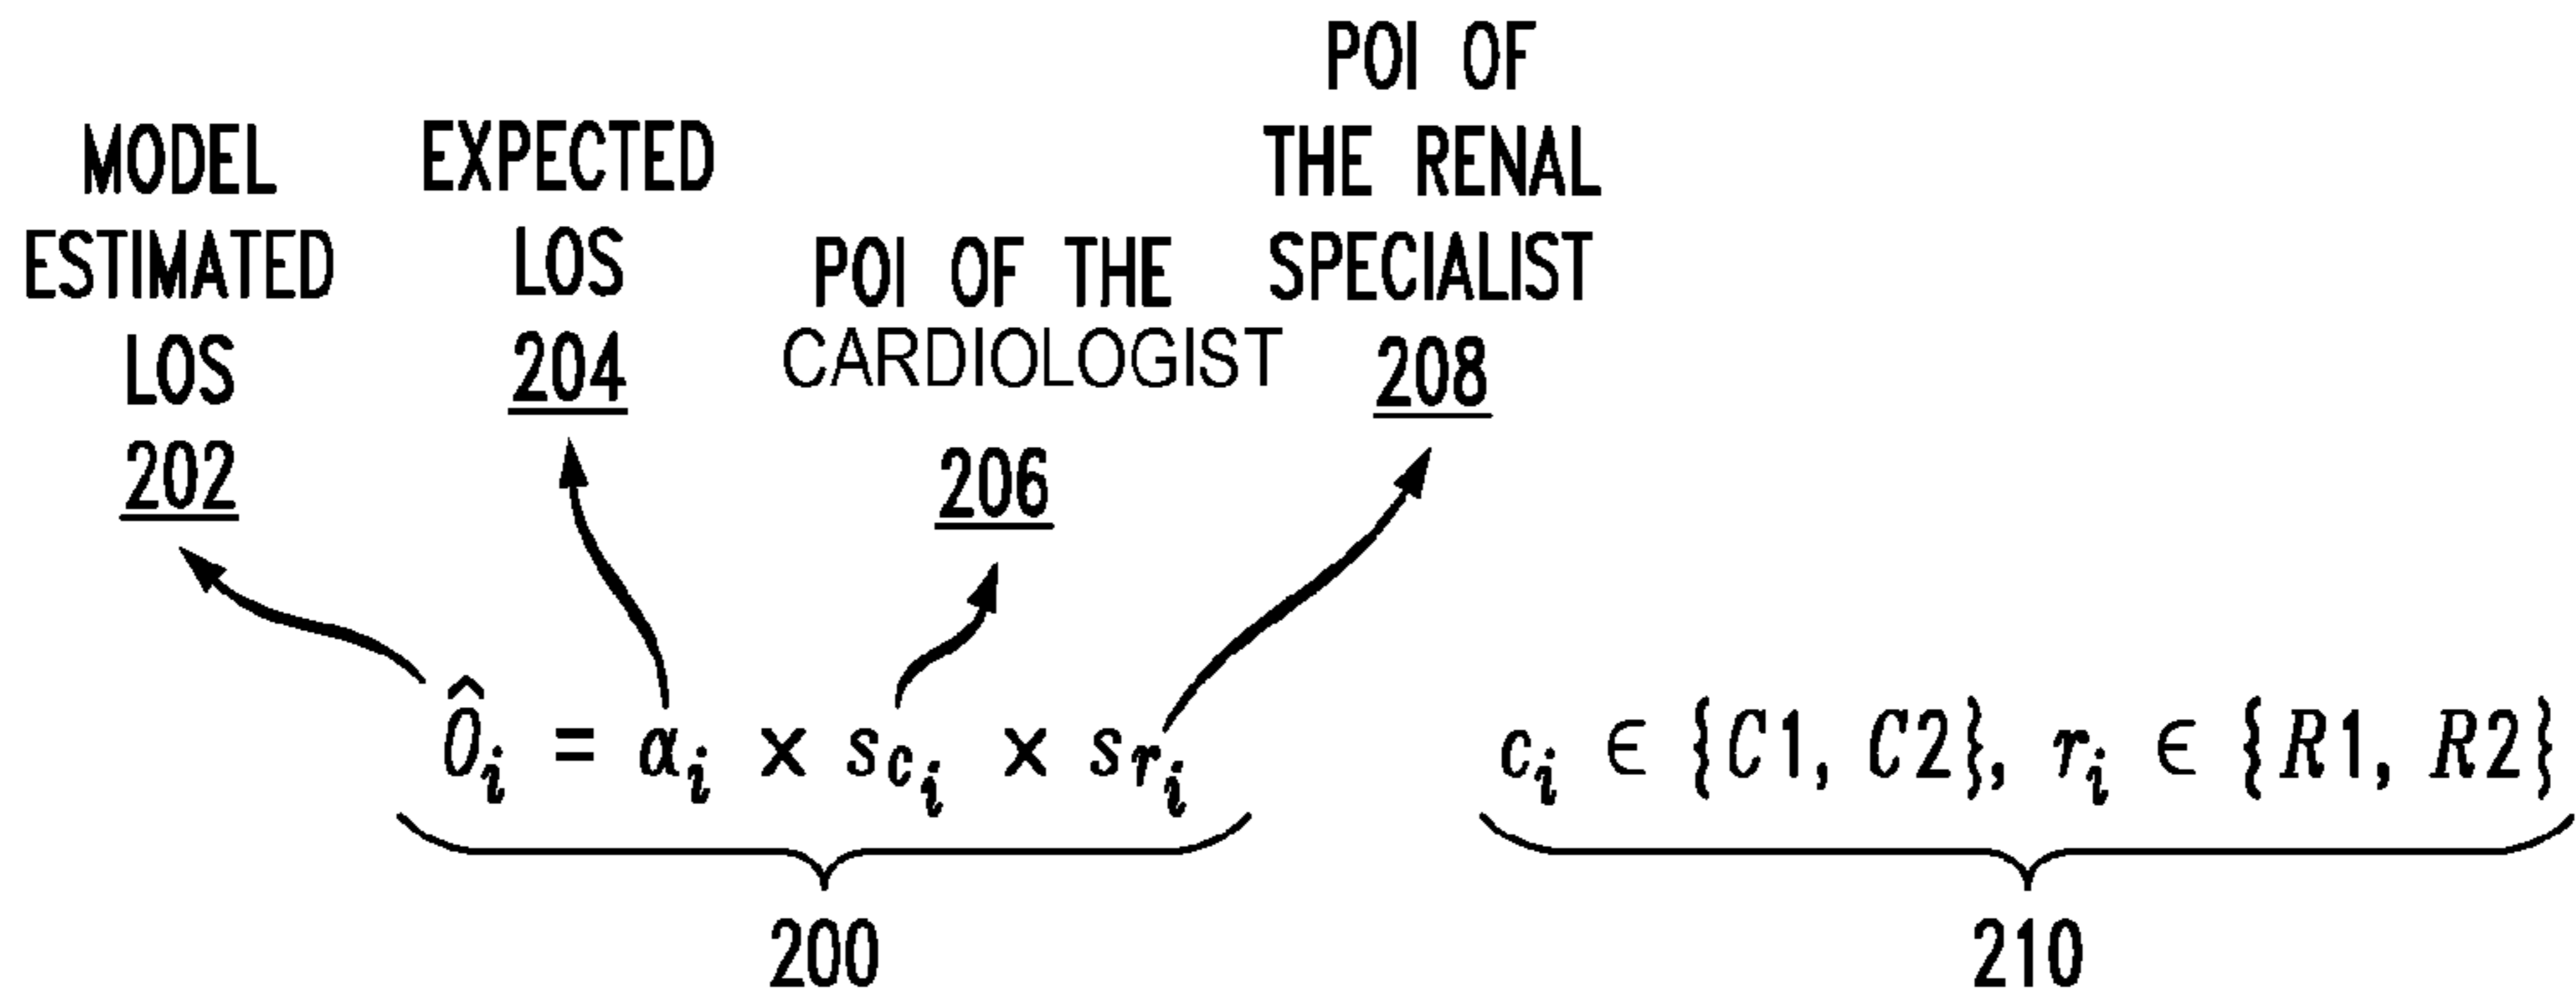 MODEL
ESTIMATED
LOS
202
EXPECTED
LOS
204
POI OF THE
CARDIOLOGIST
206
POI OF
THE RENAL
SPECIALIST
208
Ô_i = α_i × s_{c_i} × s_{r_i}
c_i ∈ {C1, C2}, r_i ∈ {R1, R2}
200
210